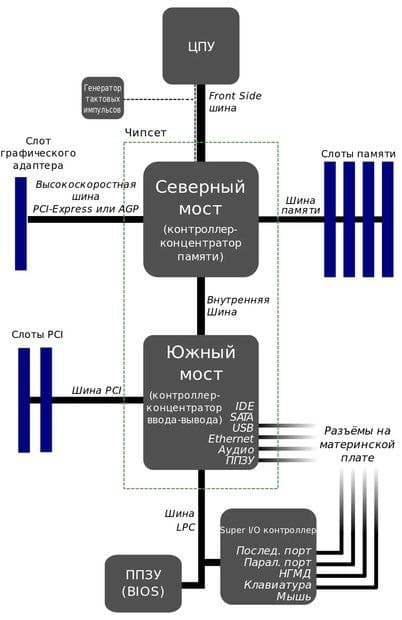 ЦПУ
Генератор
тактовых
импульсов
Front Side
шина
Чипсет
Слот
графического
адаптера
Высокоскоростная
шина
PCI-Express или AGP
Северный
мост
(контроллер-
концентратор
памяти)
Шина
памяти
Слоты памяти
Внутренняя
Шина
Слоты PCI
Шина PCI
Южный
мост
(контроллер-
концентратор
ввода-вывода)
IDE
SATA
USB
Ethernet
Аудио
ППЗУ
Разъёмы на
материнской
плате
Шина
LPC
Super I/O контроллер
Послед. порт
Парал. порт
НГМД
Клавиатура
Мышь
ППЗУ
(BIOS)